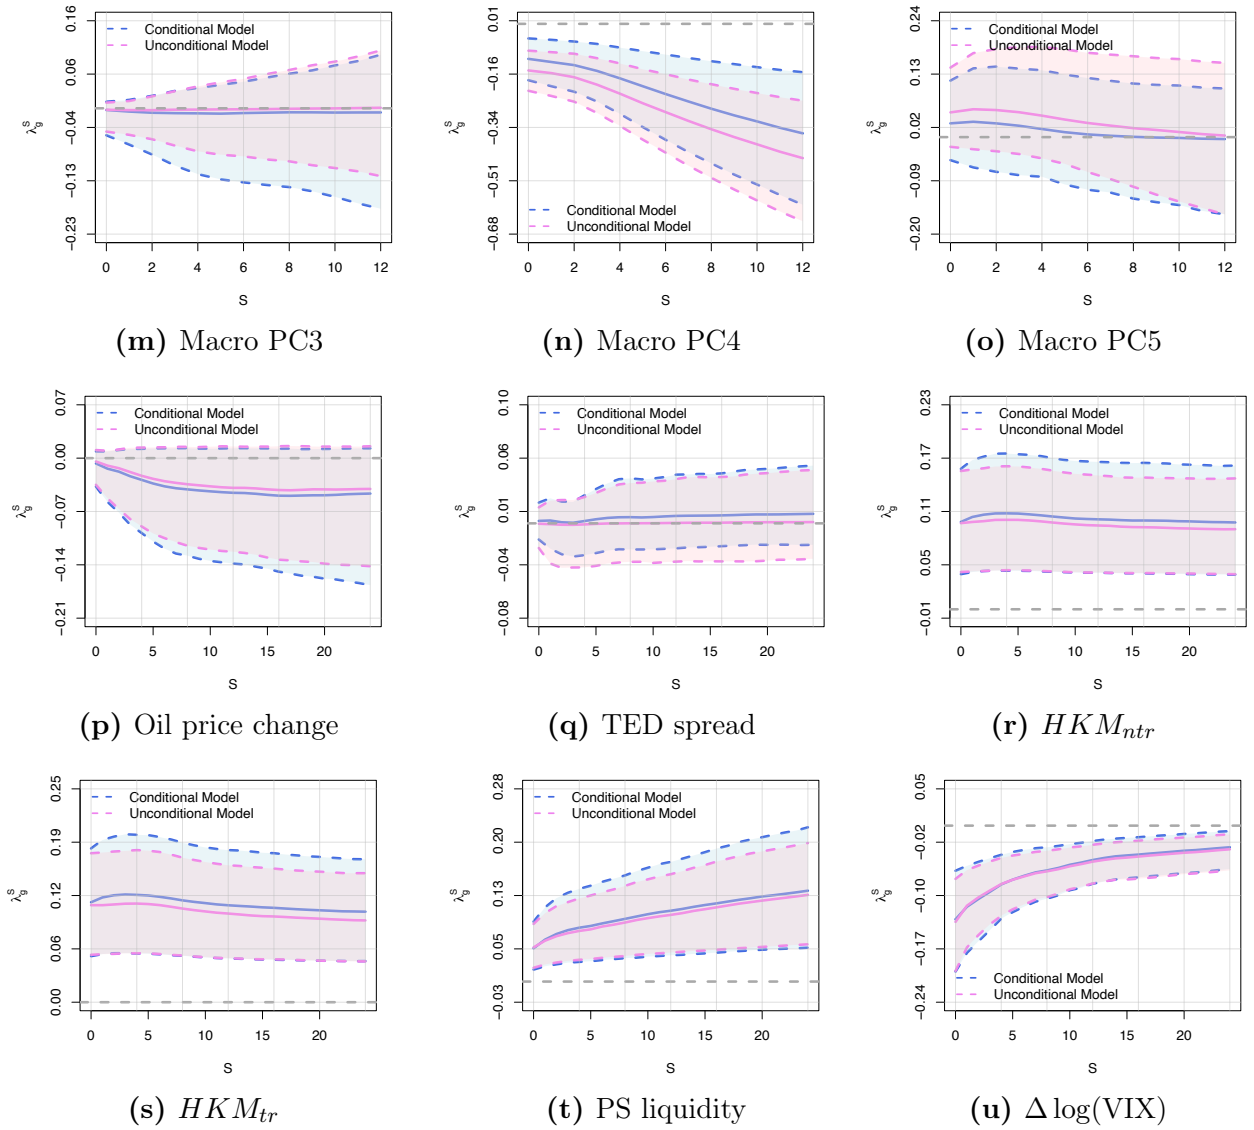 0.16
0.06
−0.04
−0.13
−0.23
λ_g^S
Conditional Model
Unconditional Model
0 2 4 6 8 10 12
S
(m) Macro PC3
0.01
−0.16
−0.34
−0.51
−0.68
λ_g^S
Conditional Model
Unconditional Model
0 2 4 6 8 10 12
S
(n) Macro PC4
0.24
0.13
0.02
−0.09
−0.20
λ_g^S
Conditional Model
Unconditional Model
0 2 4 6 8 10 12
S
(o) Macro PC5
0.07
0.00
−0.07
−0.14
−0.21
λ_g^S
Conditional Model
Unconditional Model
0 5 10 15 20
S
(p) Oil price change
0.10
0.06
0.01
−0.04
−0.08
λ_g^S
Conditional Model
Unconditional Model
0 5 10 15 20
S
(q) TED spread
0.23
0.17
0.11
0.05
−0.01
λ_g^S
Conditional Model
Unconditional Model
0 5 10 15 20
S
(r) HKM_ntr
0.25
0.19
0.12
0.06
0.00
λ_g^S
Conditional Model
Unconditional Model
0 5 10 15 20
S
(s) HKM_tr
0.28
0.20
0.13
0.05
−0.03
λ_g^S
Conditional Model
Unconditional Model
0 5 10 15 20
S
(t) PS liquidity
0.05
−0.02
−0.10
−0.17
−0.24
λ_g^S
Conditional Model
Unconditional Model
0 5 10 15 20
S
(u) Δ log(VIX)